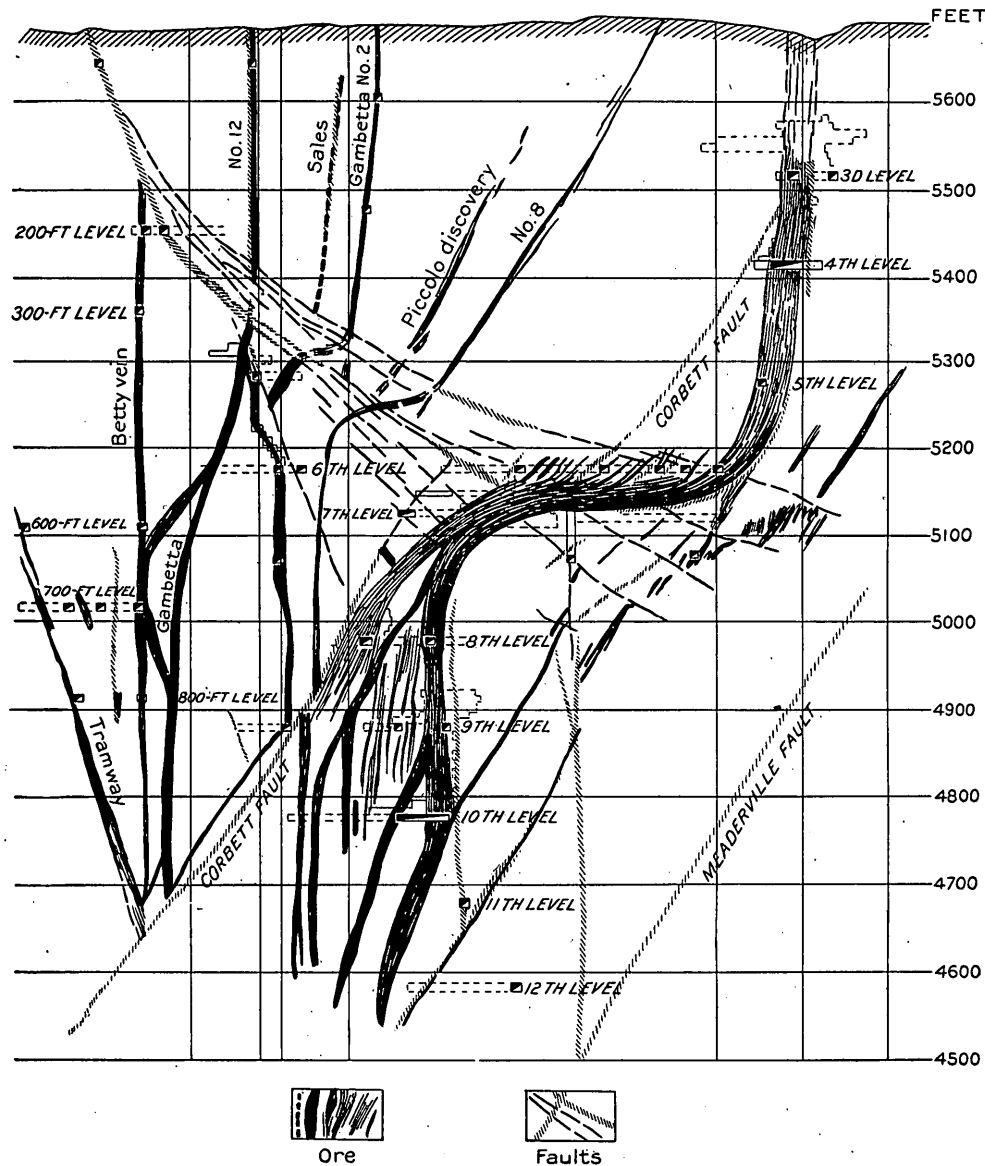 FEET
5600
5500
5400
5300
5200
5100
5000
4900
4800
4700
4600
4500
No.12
Sales
Gambetta No.2
Piccolo discovery
No.8
3D LEVEL
200-FT LEVEL
4TH LEVEL
300-FT LEVEL
CORBETT FAULT
5TH LEVEL
Betty vein
6TH LEVEL
7TH LEVEL
600-FT LEVEL
Gambetta
700-FT LEVEL
8TH LEVEL
800-FT LEVEL
9TH LEVEL
Tramway
CORBETT FAULT
MEADERVILLE FAULT
10TH LEVEL
11TH LEVEL
12TH LEVEL
Ore
Faults